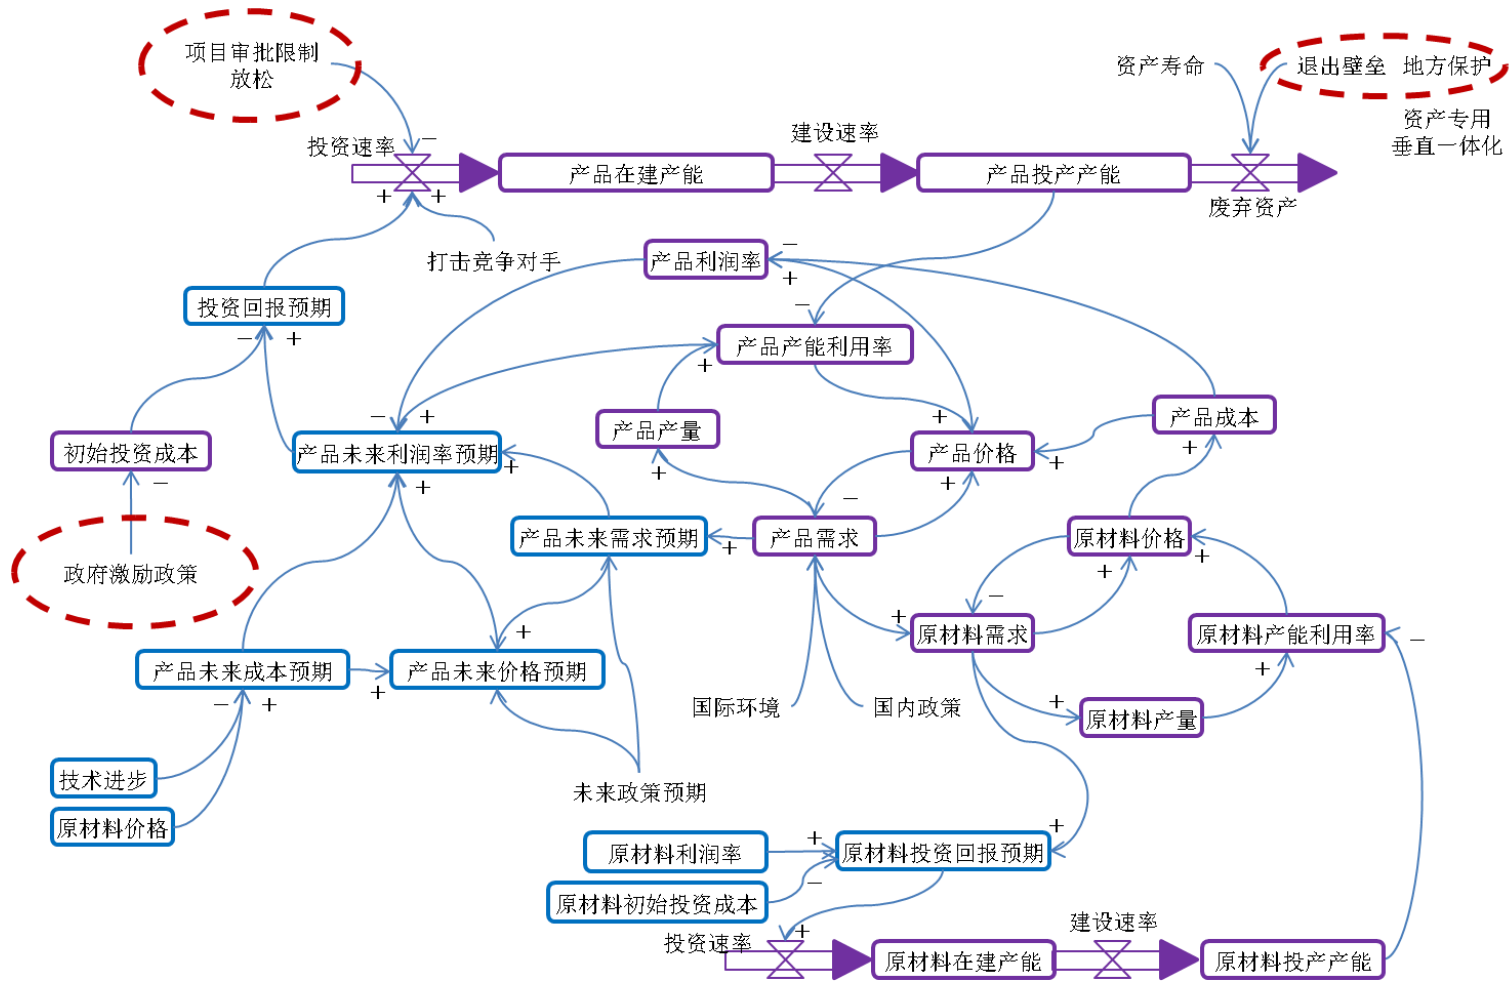 项目审批限制
放松
资产寿命
退出壁垒 地方保护
资产专用
垂直一体化
投资速率
－
建设速率
产品在建产能
产品投产产能
＋
＋
废弃资产
打击竞争对手
产品利润率
－
＋
投资回报预期
－
－
＋
产品产能利用率
＋
产品产量
－
＋
＋
产品成本
初始投资成本
产品未来利润率预期
＋
产品价格
＋
＋
－
＋
＋
＋
－
产品未来需求预期
＋
产品需求
原材料价格
＋
政府激励政策
＋
－
＋
＋
原材料需求
原材料产能利用率
－
产品未来成本预期
＋
产品未来价格预期
＋
－
＋
国际环境
国内政策
＋
原材料产量
技术进步
未来政策预期
原材料价格
＋
＋
原材料利润率
原材料投资回报预期
－
原材料初始投资成本
投资速率
＋
建设速率
原材料在建产能
原材料投产产能